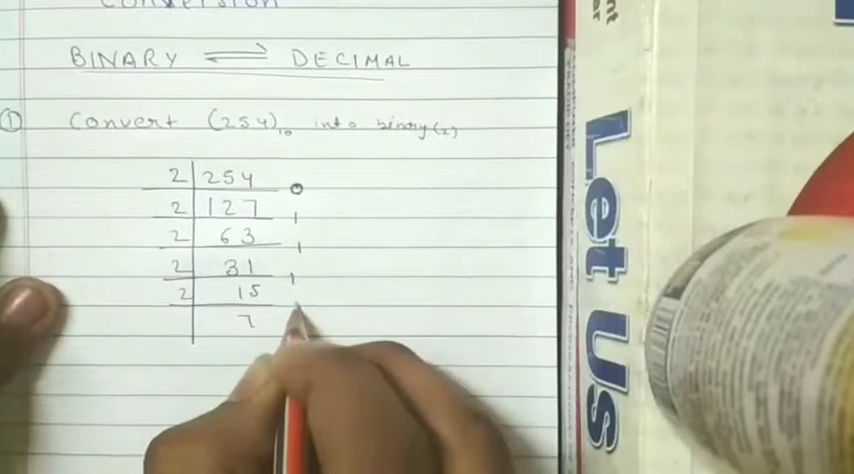 Conversion
BINARY ⇌ DECIMAL
① Convert (254)₁₀ into binary(2)
2 | 254
0
2 | 127
1
2 | 63
1
2 | 31
1
2 | 15
7
Let Us